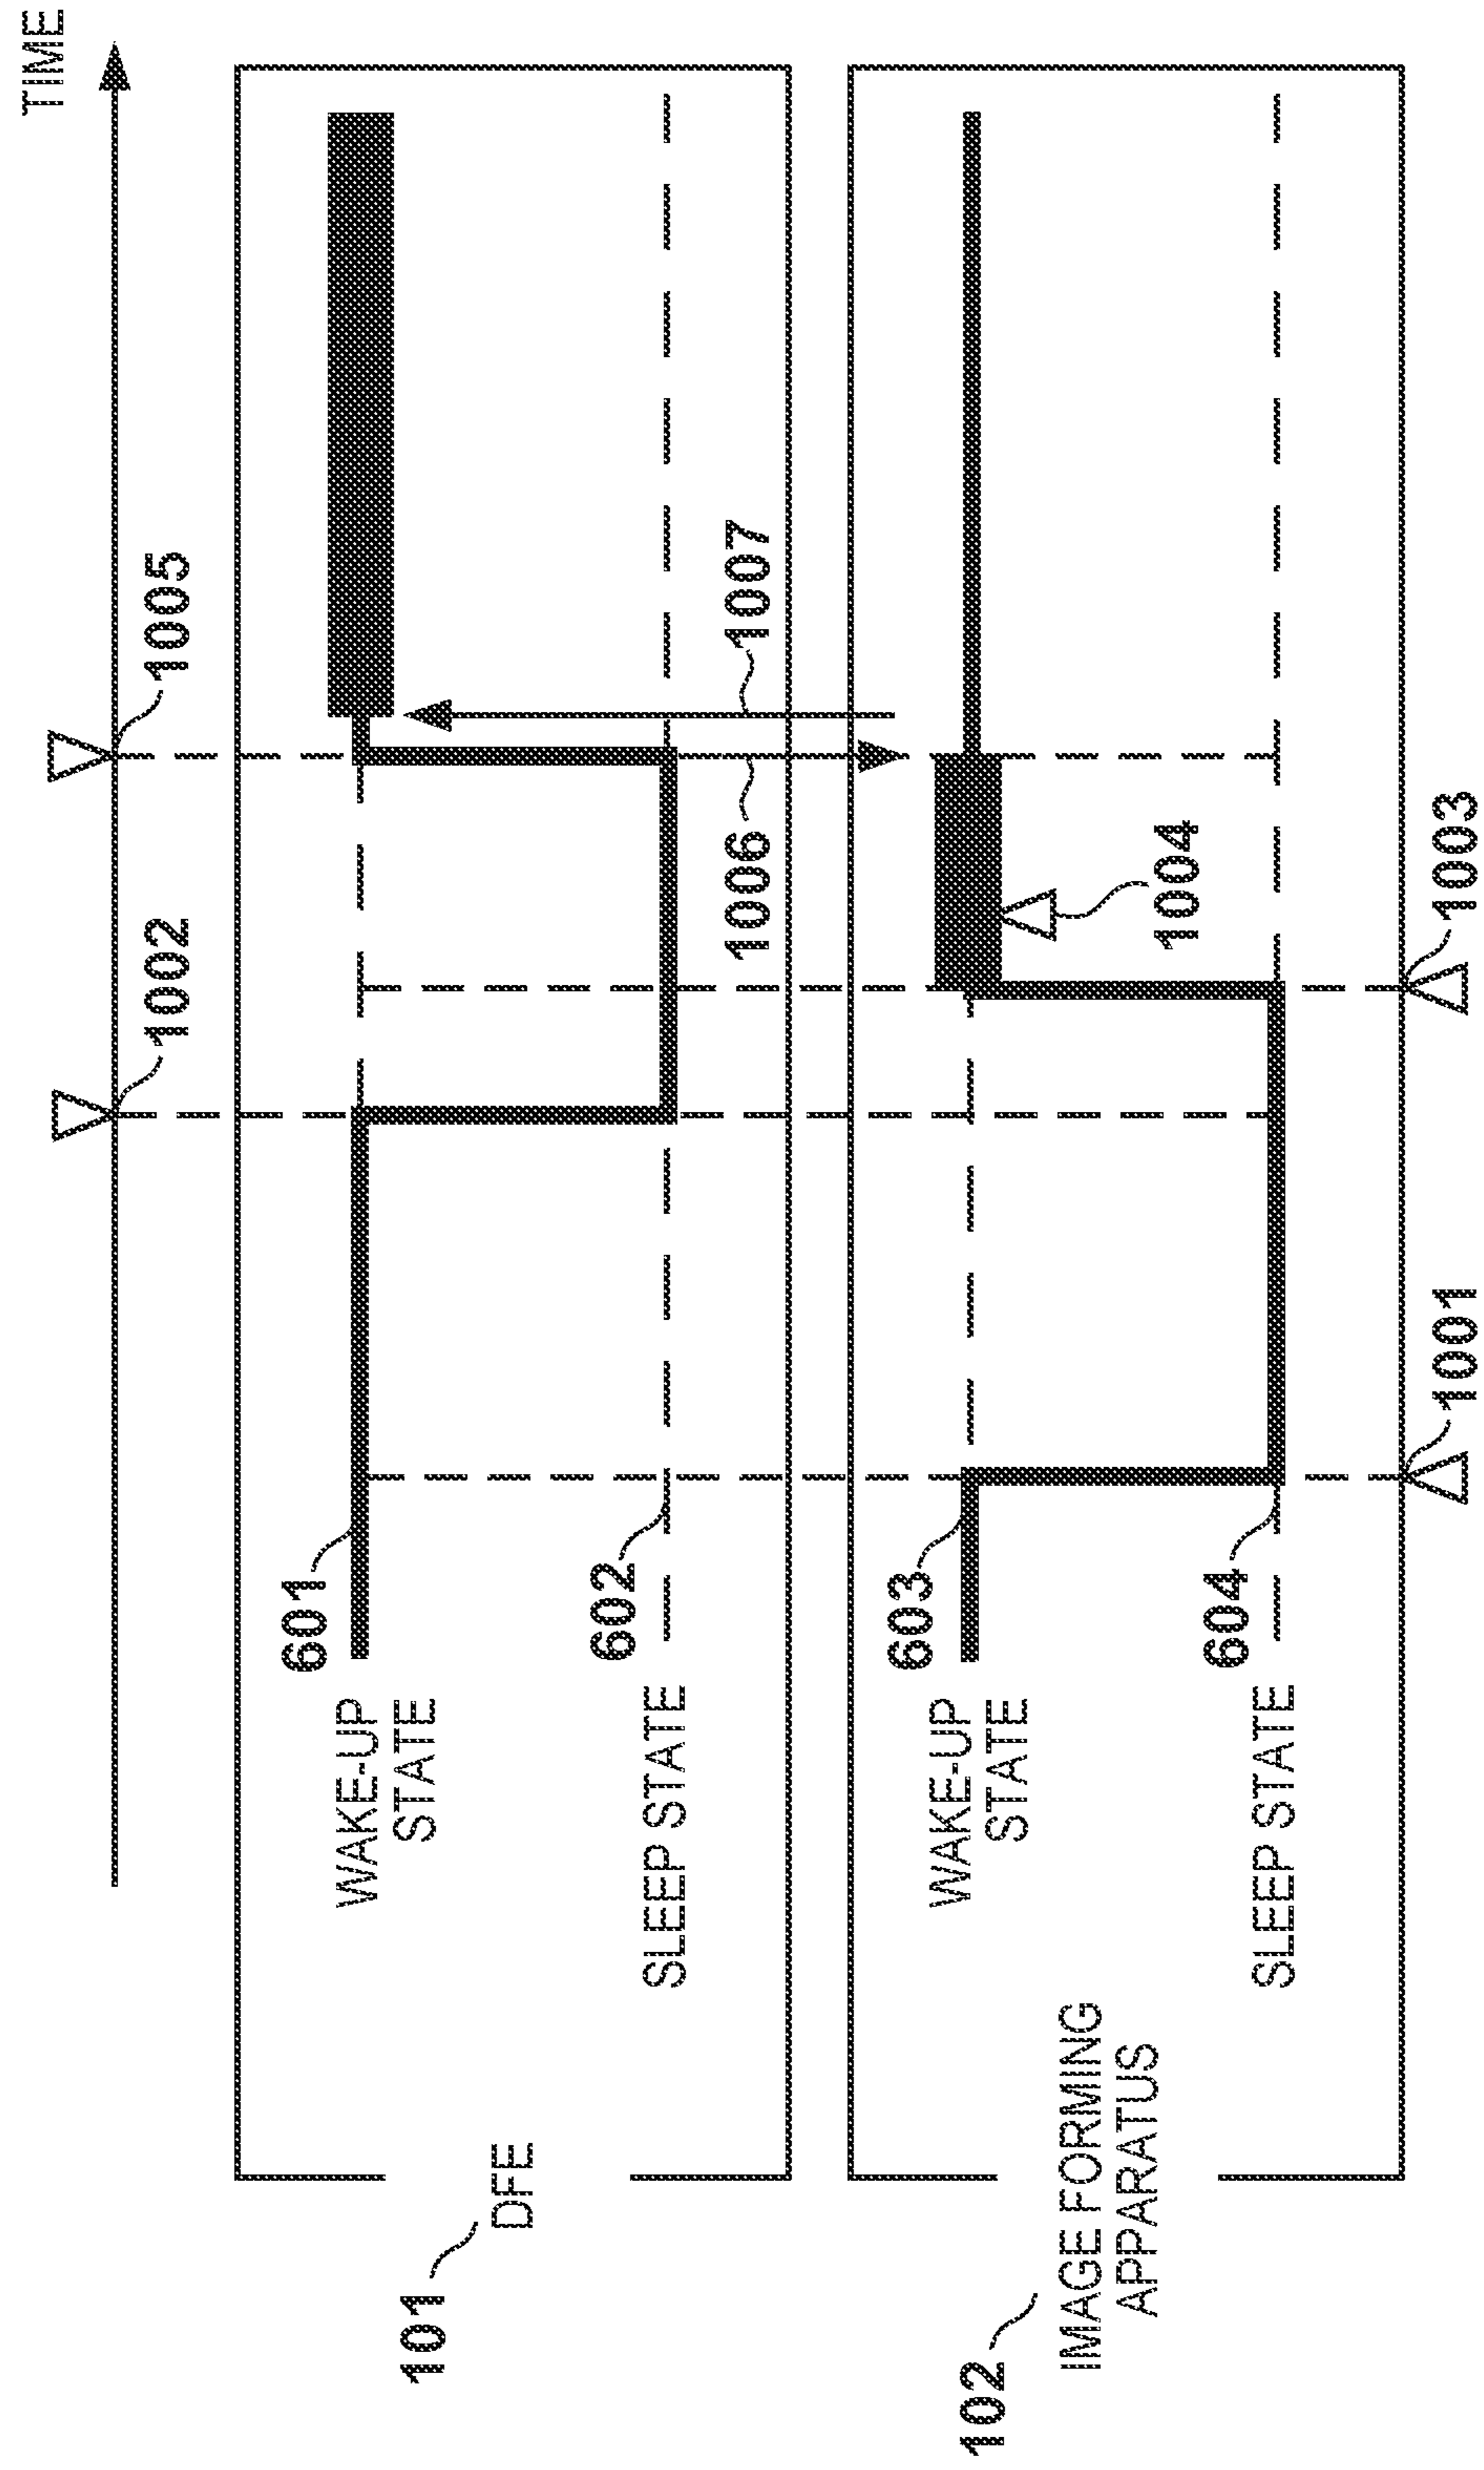 TIME
1002
1005
101
DFE
WAKE-UP
STATE
601
SLEEP STATE
602
1006
1007
102
IMAGE FORMING
APPARATUS
WAKE-UP
STATE
603
1004
SLEEP STATE
604
1001
1003